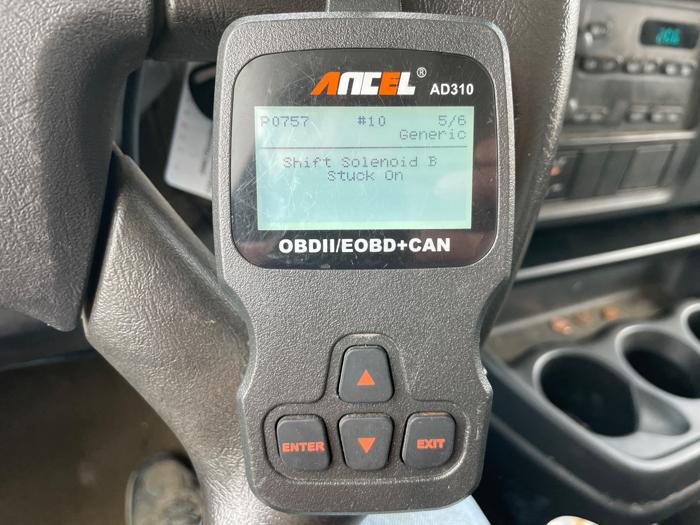 ANCEL® AD310
P0757 #10 5/6
Generic
Shift Solenoid B
Stuck On
OBDII/EOBD+CAN
ENTER
EXIT